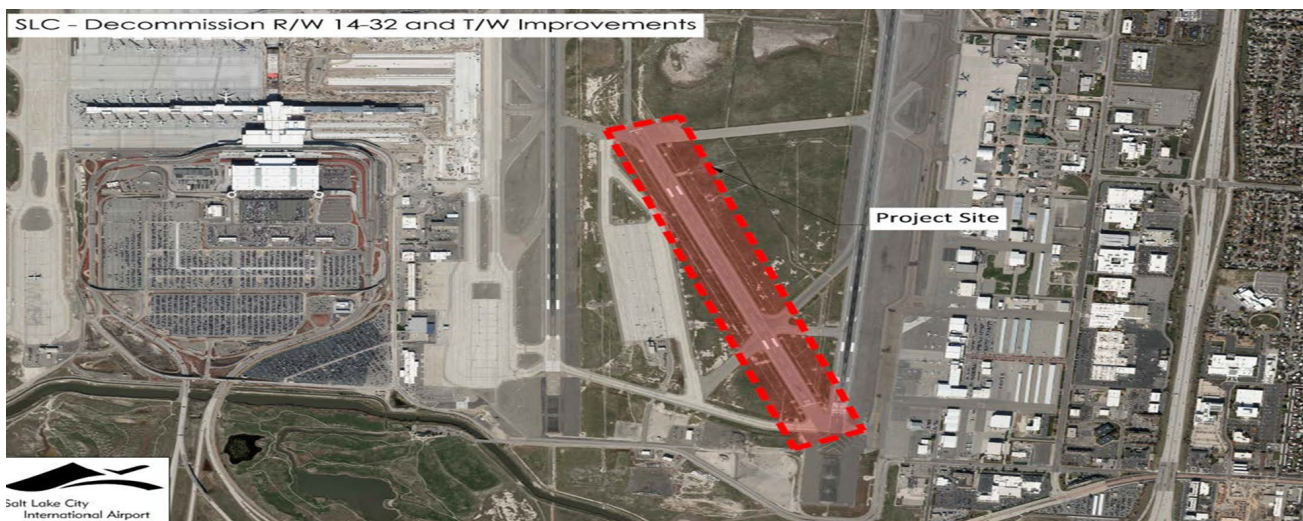 SLC - Decommission R/W 14-32 and T/W Improvements
Project Site
Salt Lake City
International Airport